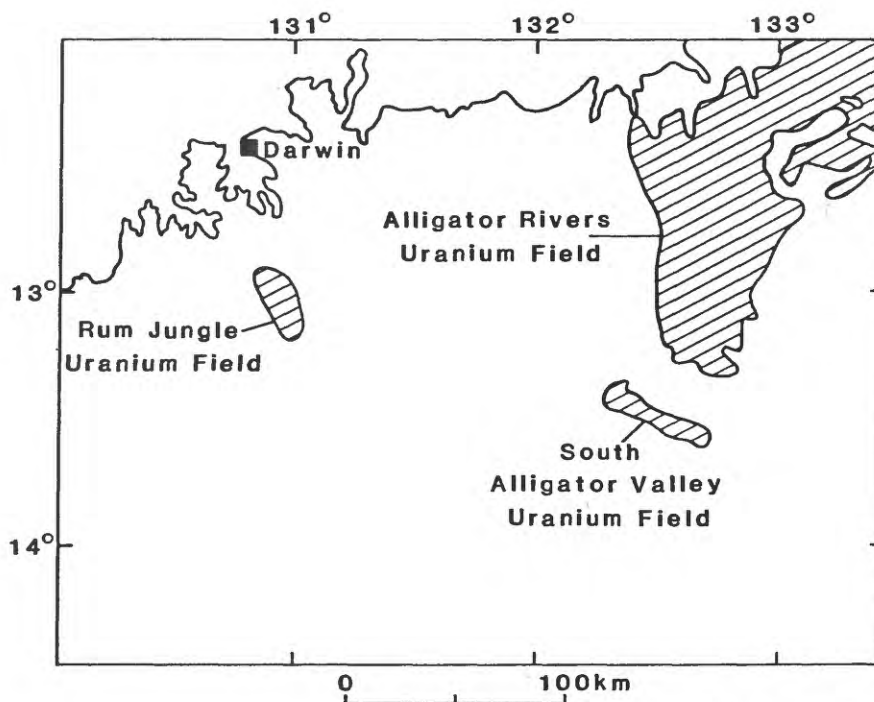 131° 132° 133°
Darwin
Alligator Rivers
Uranium Field
13°
Rum Jungle
Uranium Field
South
Alligator Valley
Uranium Field
14°
0 100km